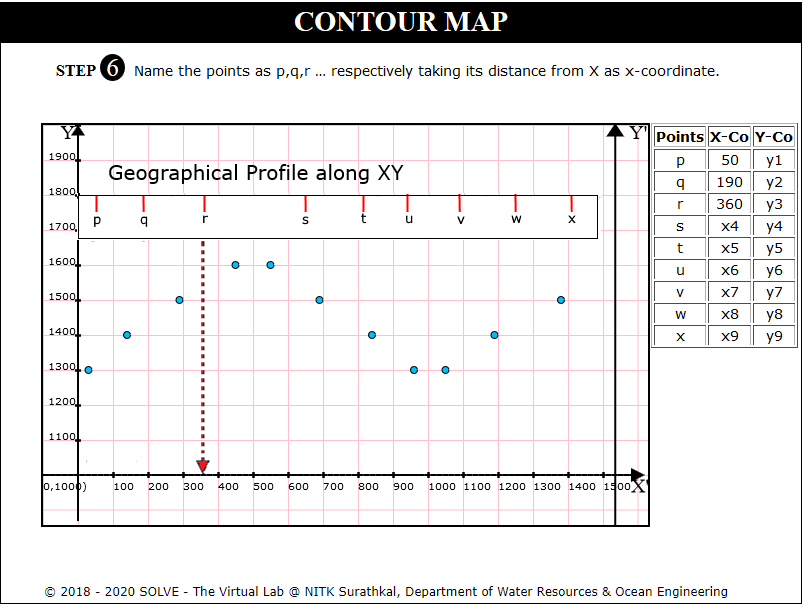 CONTOUR MAP
STEP 6 Name the points as p,q,r ... respectively taking its distance from X as x-coordinate.
Y
Y'
1900
Geographical Profile along XY
1800
p q r s t u v w x
1700
1600
1500
1400
1300
1200
1100
0,1000) 100 200 300 400 500 600 700 800 900 1000 1100 1200 1300 1400 1500 X'
Points X-Co Y-Co
p 50 y1
q 190 y2
r 360 y3
s x4 y4
t x5 y5
u x6 y6
v x7 y7
w x8 y8
x x9 y9
© 2018 - 2020 SOLVE - The Virtual Lab @ NITK Surathkal, Department of Water Resources & Ocean Engineering